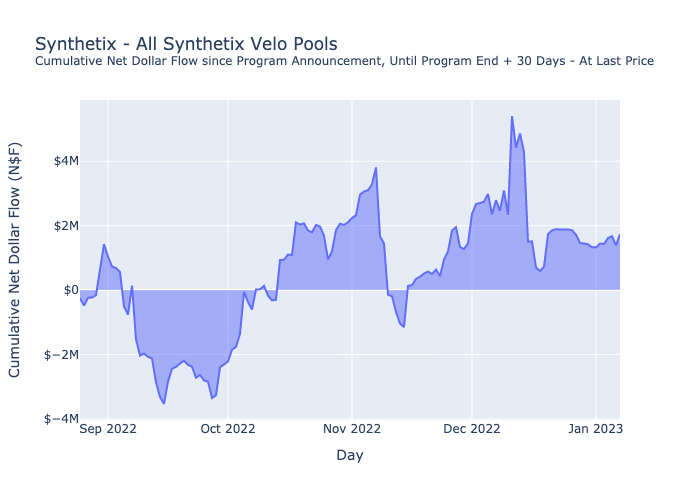 Synthetix - All Synthetix Velo Pools
Cumulative Net Dollar Flow since Program Announcement, Until Program End + 30 Days - At Last Price
Cumulative Net Dollar Flow (N$F)
$4M
$2M
$0
$−2M
$−4M
Sep 2022
Oct 2022
Nov 2022
Dec 2022
Jan 2023
Day